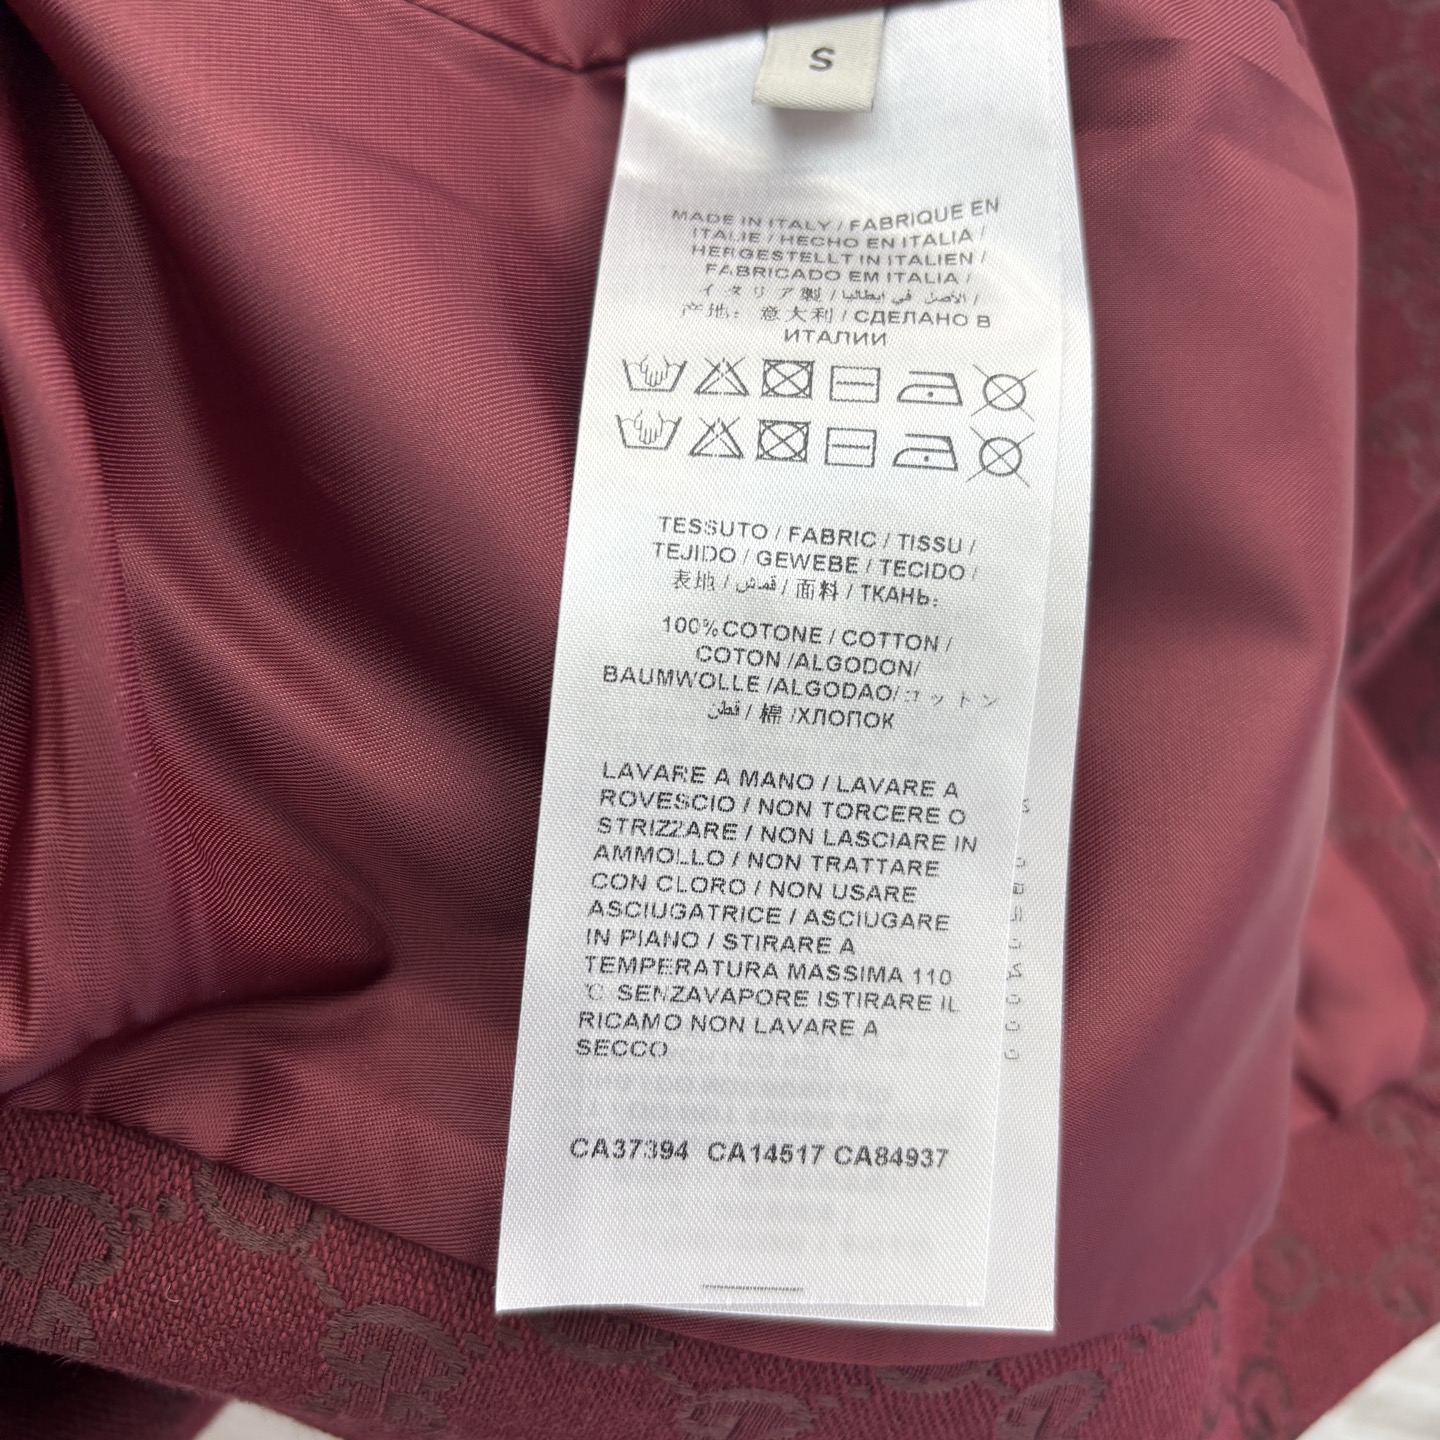 S
MADE IN ITALY / FABRIQUE EN
ITALIE / HECHO EN ITALIA /
HERGESTELLT IN ITALIEN /
FABRICADO EM ITALIA /
イタリア製 / الأصل في إيطاليا /
产地：意大利 / СДЕЛАНО В
ИТАЛИИ
TESSUTO / FABRIC / TISSU /
TEJIDO / GEWEBE / TECIDO /
表地 / قماش / 面料 / ТКАНЬ:
100%COTONE / COTTON /
COTON /ALGODON/
BAUMWOLLE /ALGODAO/コットン
قطن / 棉 /ХЛОПОК
LAVARE A MANO / LAVARE A
ROVESCIO / NON TORCERE O
STRIZZARE / NON LASCIARE IN
AMMOLLO / NON TRATTARE
CON CLORO / NON USARE
ASCIUGATRICE / ASCIUGARE
IN PIANO / STIRARE A
TEMPERATURA MASSIMA 110
℃ SENZAVAPORE ISTIRARE IL
RICAMO NON LAVARE A
SECCO
CA37394 CA14517 CA84937